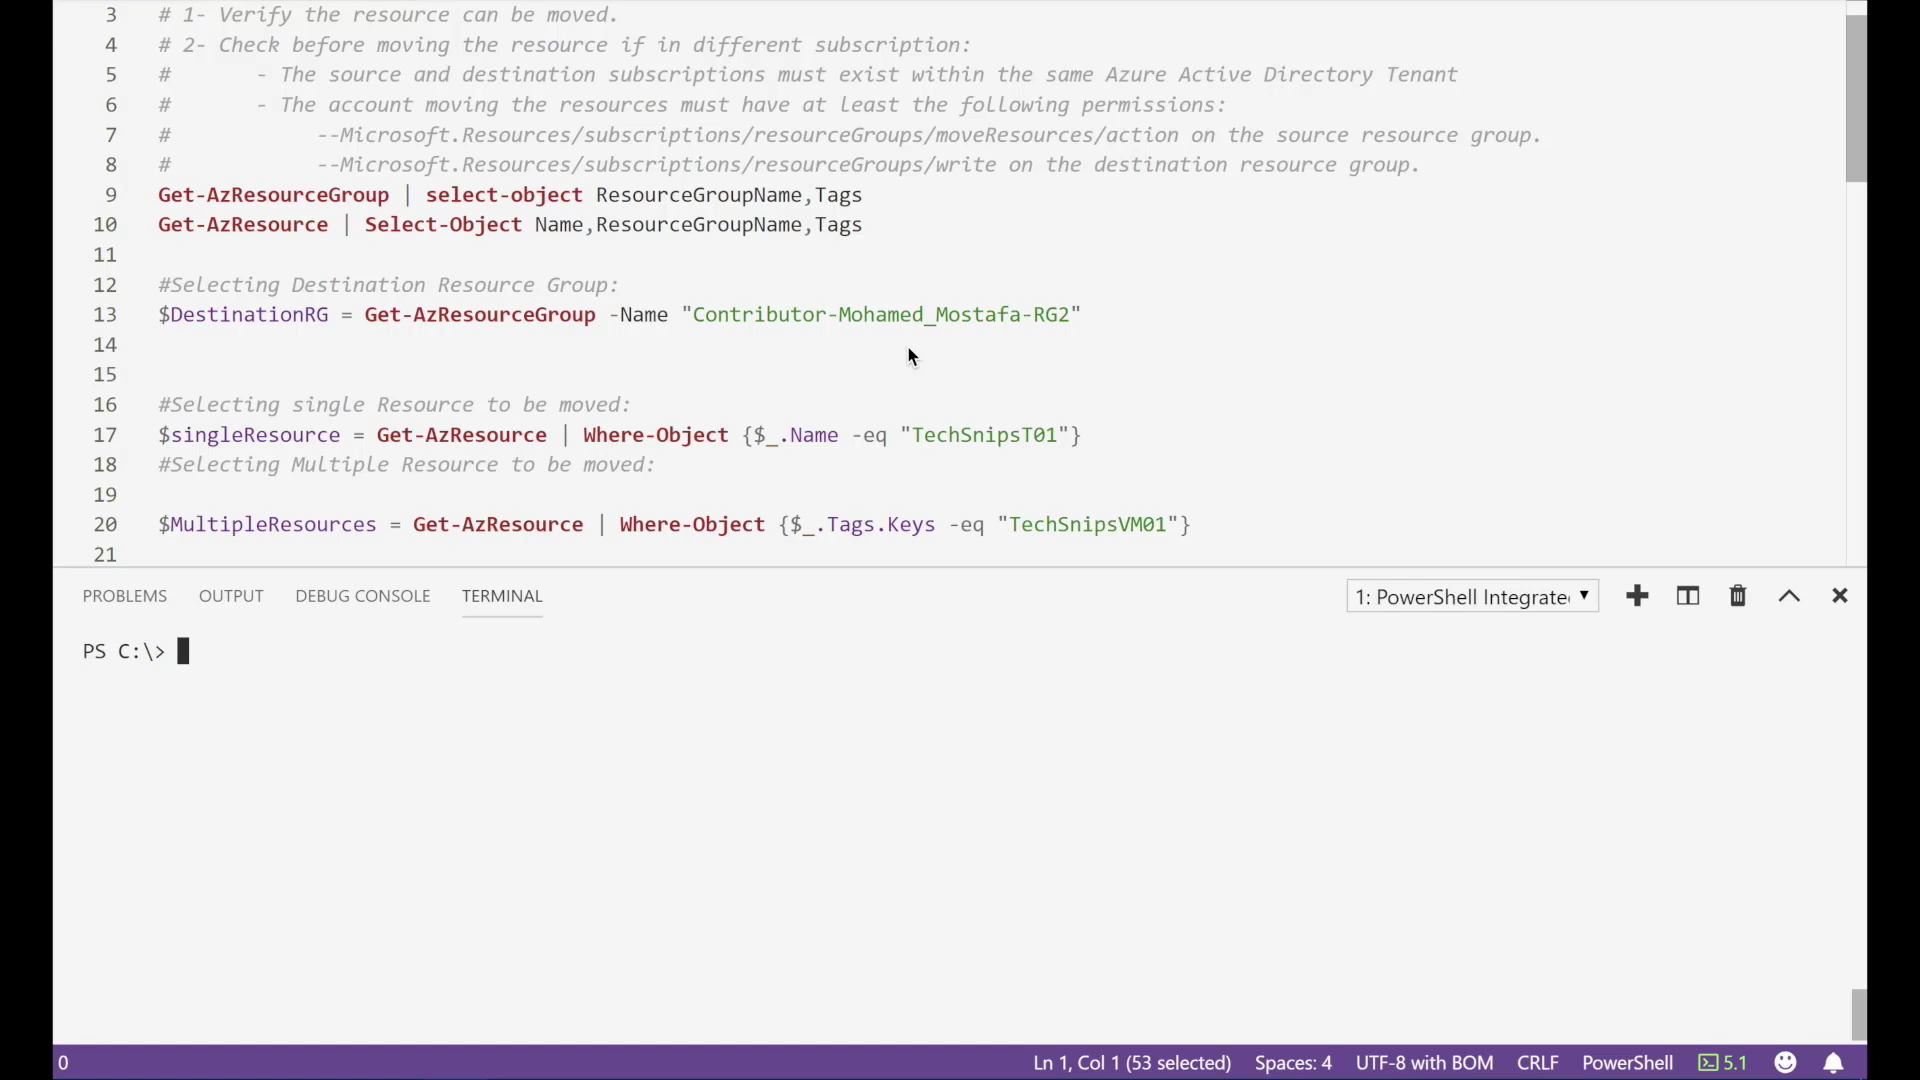 3 # 1- Verify the resource can be moved.
4 # 2- Check before moving the resource if in different subscription:
5 # - The source and destination subscriptions must exist within the same Azure Active Directory Tenant
6 # - The account moving the resources must have at least the following permissions:
7 # --Microsoft.Resources/subscriptions/resourceGroups/moveResources/action on the source resource group.
8 # --Microsoft.Resources/subscriptions/resourceGroups/write on the destination resource group.
9 Get-AzResourceGroup | select-object ResourceGroupName,Tags
10 Get-AzResource | Select-Object Name,ResourceGroupName,Tags
11
12 #Selecting Destination Resource Group:
13 $DestinationRG = Get-AzResourceGroup -Name "Contributor-Mohamed_Mostafa-RG2"
14
15
16 #Selecting single Resource to be moved:
17 $singleResource = Get-AzResource | Where-Object {$_.Name -eq "TechSnipsT01"}
18 #Selecting Multiple Resource to be moved:
19
20 $MultipleResources = Get-AzResource | Where-Object {$_.Tags.Keys -eq "TechSnipsVM01"}
21
PROBLEMS OUTPUT DEBUG CONSOLE TERMINAL 1: PowerShell Integrate
PS C:\>
0 Ln 1, Col 1 (53 selected) Spaces: 4 UTF-8 with BOM CRLF PowerShell 5.1